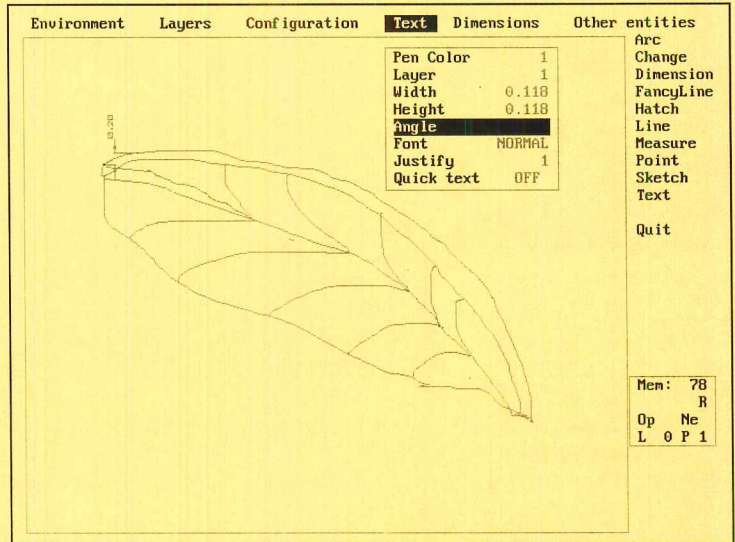 Environment Layers Configuration Text Dimensions Other entities
Pen Color 1
Layer 1
Width 0.118
Height 0.118
Angle
Font NORMAL
Justify 1
Quick text OFF
Arc
Change
Dimension
FancyLine
Hatch
Line
Measure
Point
Sketch
Text
Quit
Mem: 78
R
Op Ne
L 0 P 1